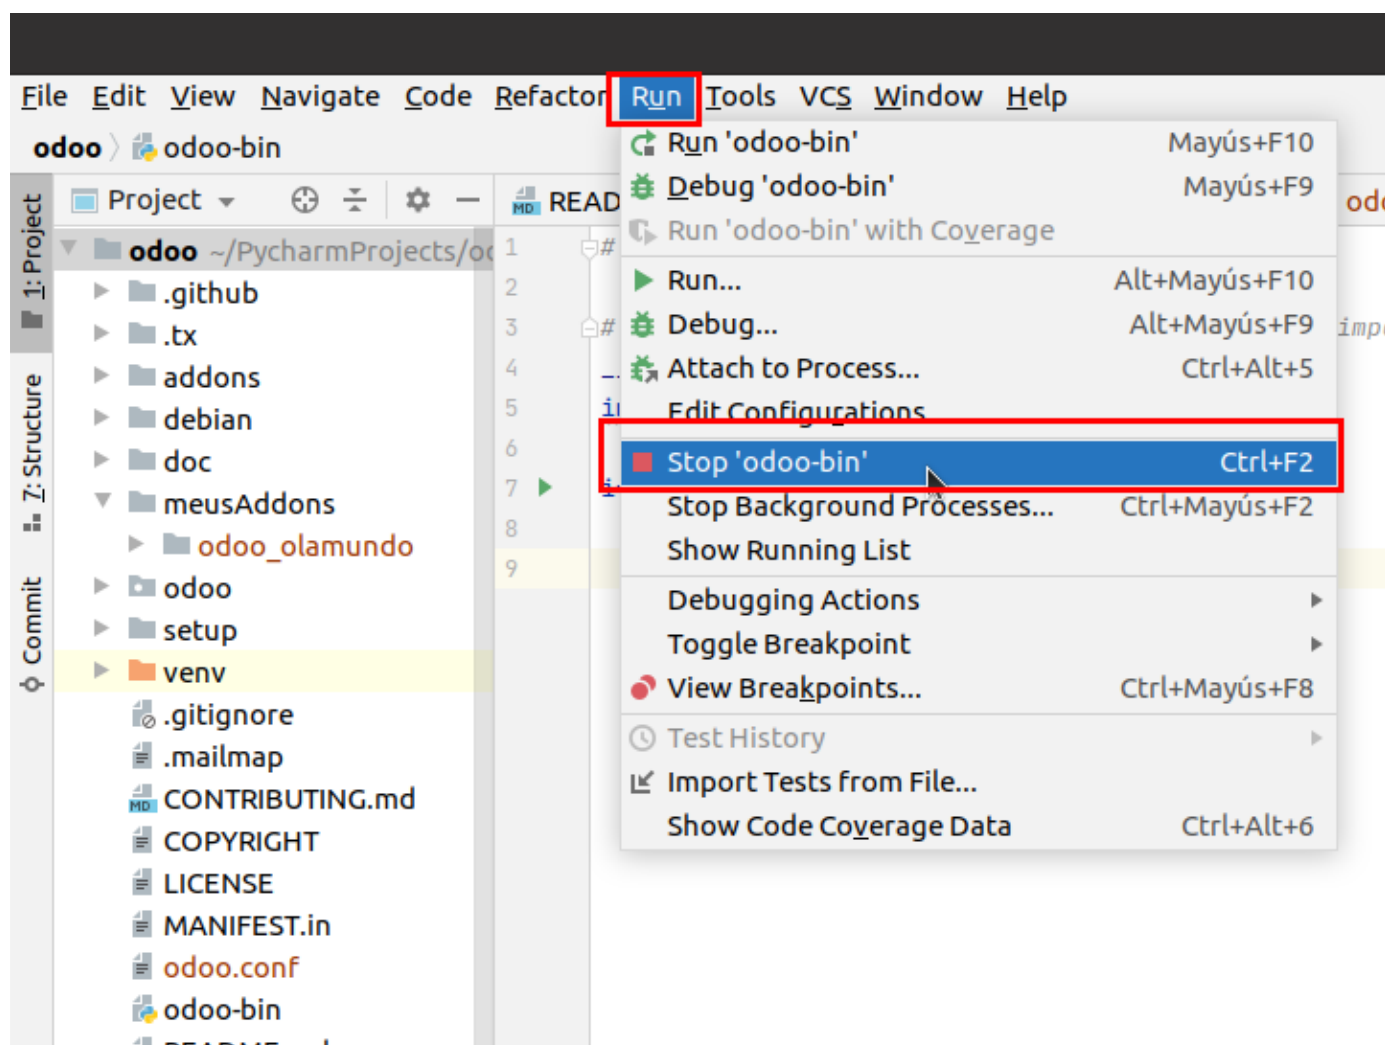 File Edit View Navigate Code Refactor Run Tools VCS Window Help
odoo odoo-bin
1: Project
Z: Structure
Commit
Project
odoo ~/PycharmProjects/
.github
.tx
addons
debian
doc
meusAddons
odoo_olamundo
odoo
setup
venv
.gitignore
.mailmap
MD CONTRIBUTING.md
COPYRIGHT
LICENSE
MANIFEST.in
odoo.conf
odoo-bin
MD READ
1 #
2
3 #
4
5
6
7
8
9
Run 'odoo-bin' Mayús+F10
Debug 'odoo-bin' Mayús+F9
Run 'odoo-bin' with Coverage
Run... Alt+Mayús+F10
Debug... Alt+Mayús+F9
Attach to Process... Ctrl+Alt+5
Edit Configurations
Stop 'odoo-bin' Ctrl+F2
Stop Background Processes... Ctrl+Mayús+F2
Show Running List
Debugging Actions
Toggle Breakpoint
View Breakpoints... Ctrl+Mayús+F8
Test History
Import Tests from File...
Show Code Coverage Data Ctrl+Alt+6